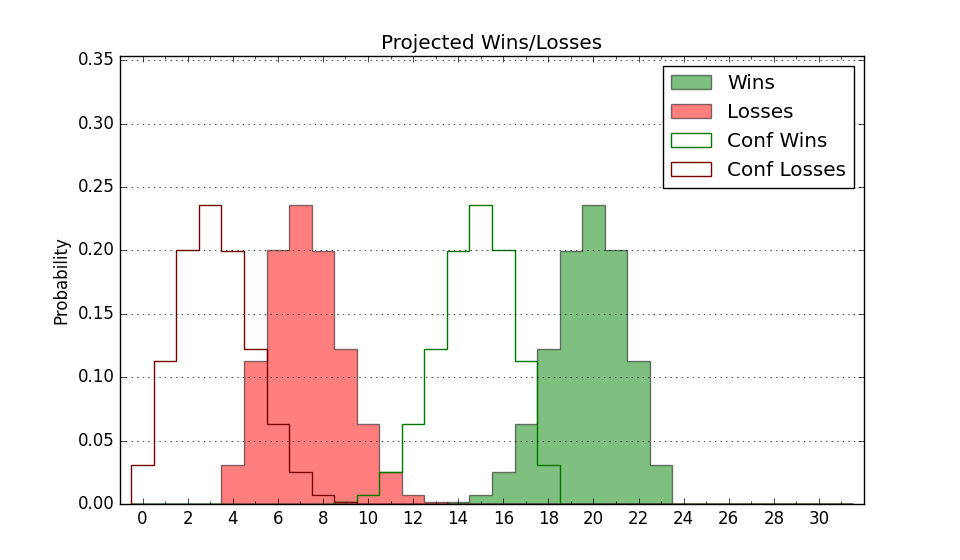 Projected Wins/Losses
0.35
0.30
0.25
0.20
0.15
0.10
0.05
0.00
Probability
Wins
Losses
Conf Wins
Conf Losses
0 2 4 6 8 10 12 14 16 18 20 22 24 26 28 30